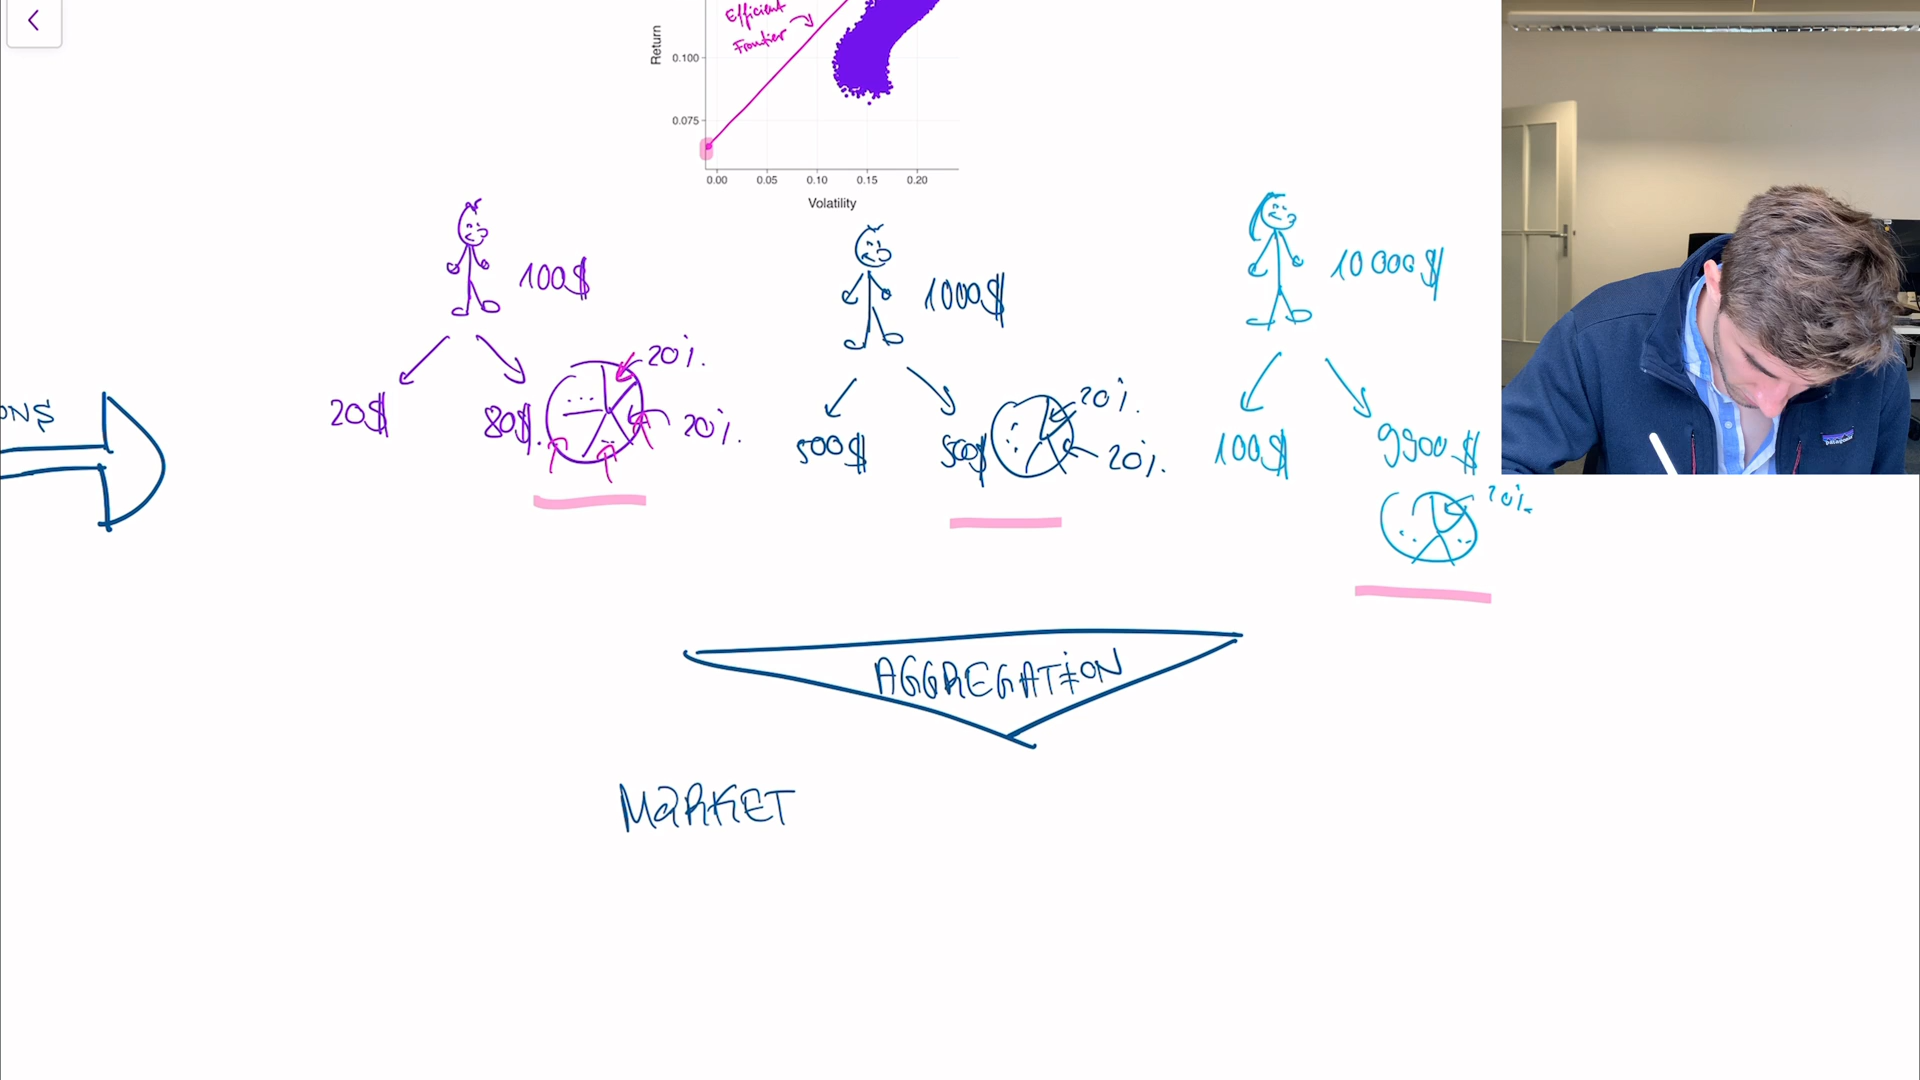 Efficient
Frontier
Return
0.100
0.075
0.00 0.05 0.10 0.15 0.20
Volatility
100$
1000$
10 000$
20$
80$
20%.
20%.
500$
500$
20%.
20%.
100$
9900$
20%.
ONS
AGGREGATION
MARKET
patagonia